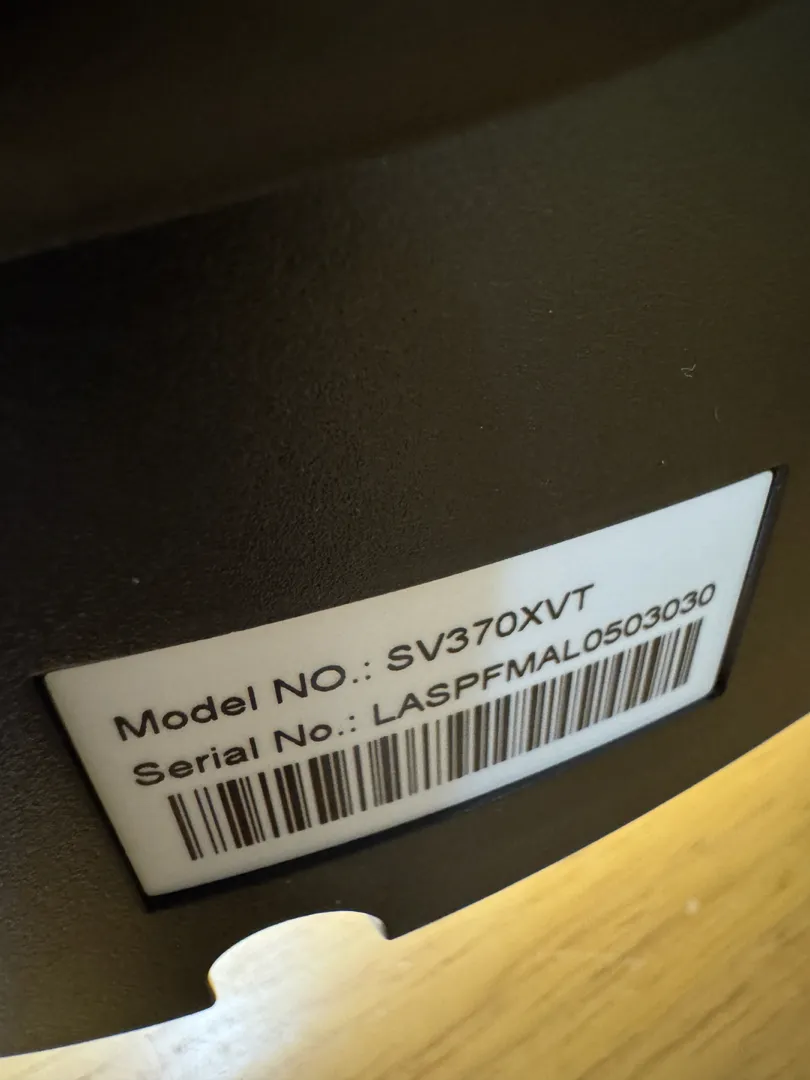 Model NO.: SV370XVT
Serial No.: LASPFMAL0503030